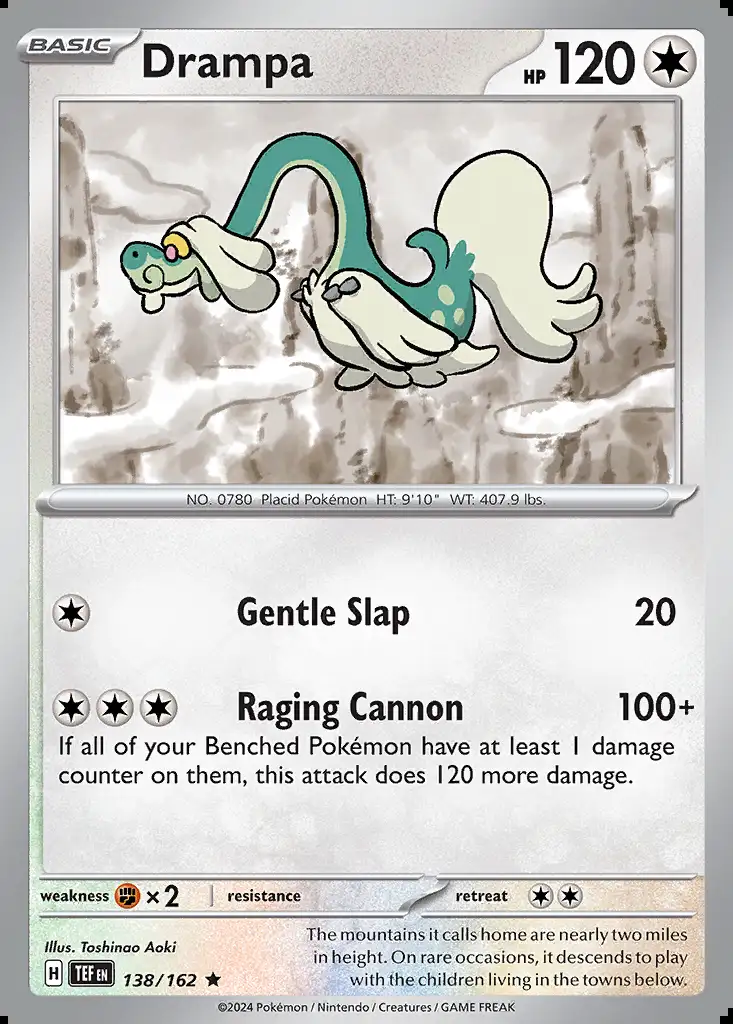 BASIC
Drampa
HP 120
NO. 0780 Placid Pokémon HT: 9'10" WT: 407.9 lbs.
Gentle Slap 20
Raging Cannon 100+
If all of your Benched Pokémon have at least 1 damage
counter on them, this attack does 120 more damage.
weakness ×2 resistance retreat
Illus. Toshinao Aoki
H TEF EN 138/162 ★
The mountains it calls home are nearly two miles
in height. On rare occasions, it descends to play
with the children living in the towns below.
©2024 Pokémon / Nintendo / Creatures / GAME FREAK